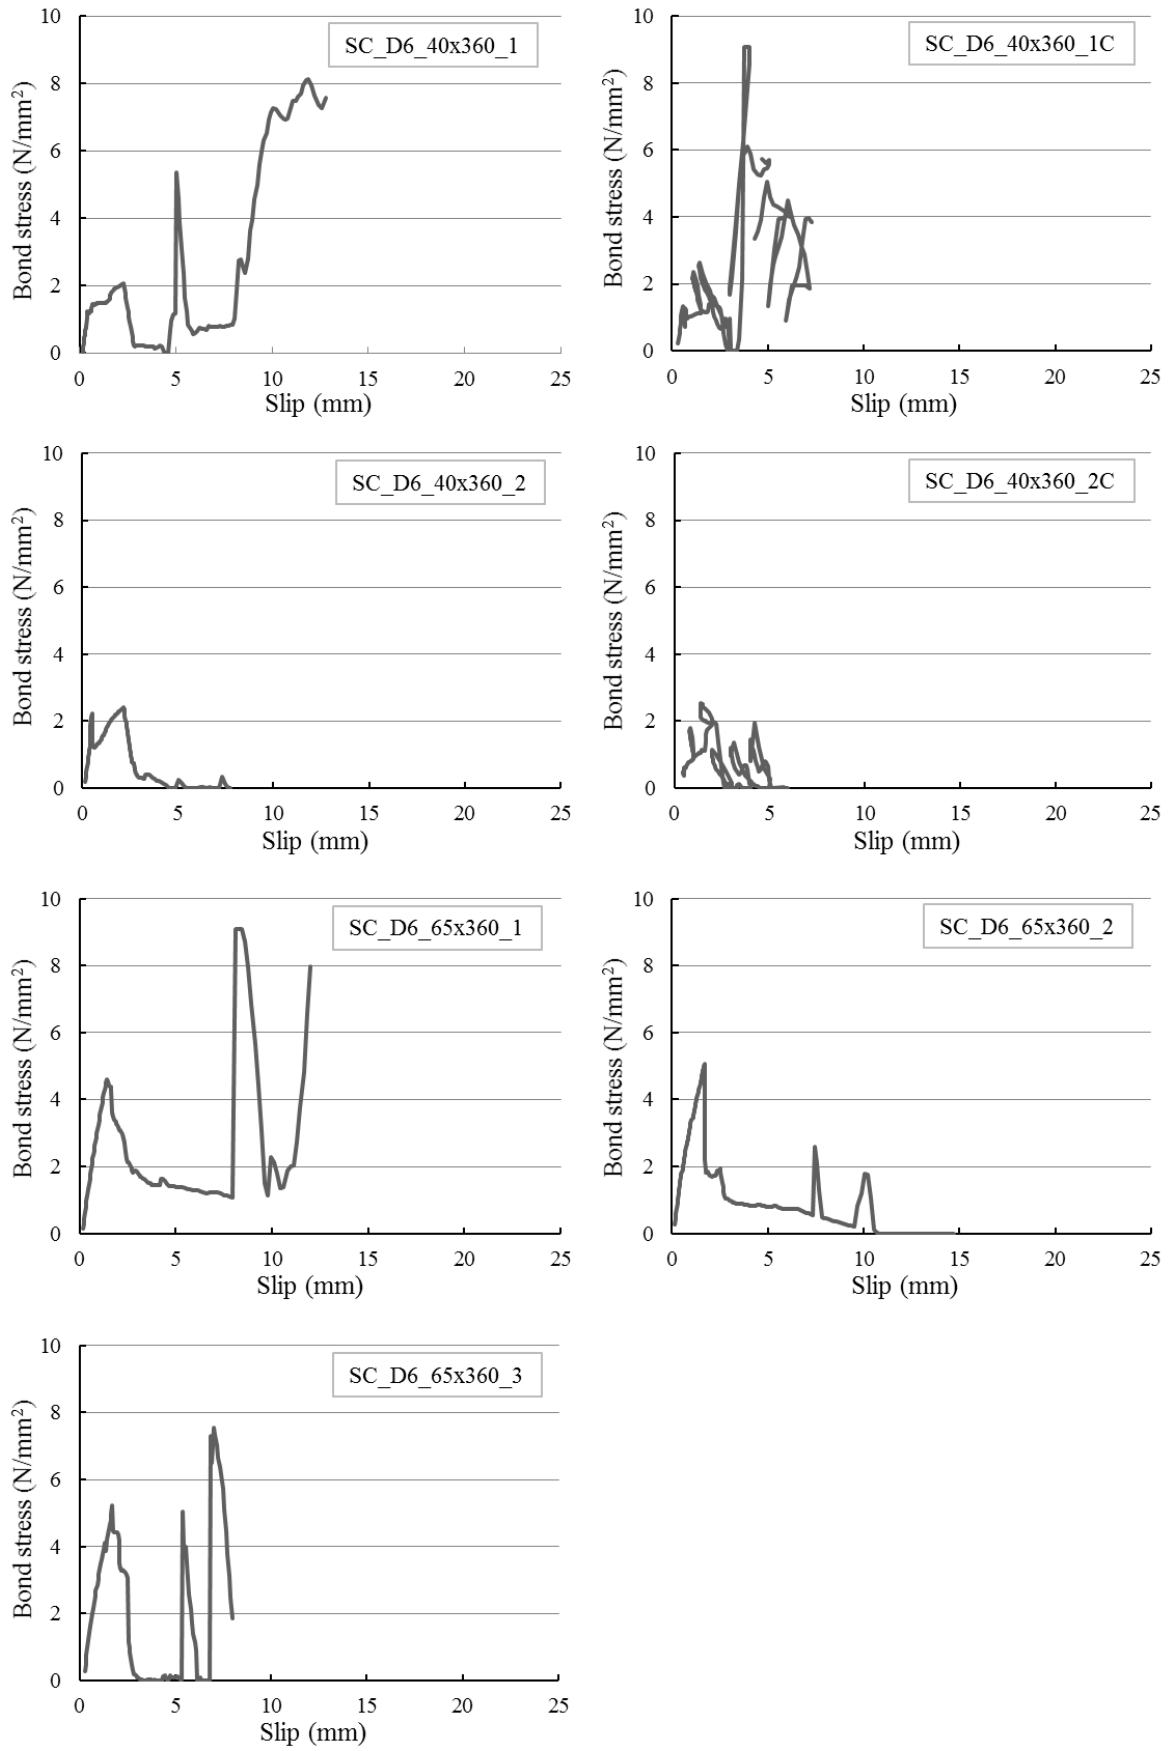 SC_D6_40x360_1
Bond stress (N/mm²)
10
8
6
4
2
0
0 5 10 15 20 25
Slip (mm)
SC_D6_40x360_1C
Bond stress (N/mm²)
10
8
6
4
2
0
0 5 10 15 20 25
Slip (mm)
SC_D6_40x360_2
Bond stress (N/mm²)
10
8
6
4
2
0
0 5 10 15 20 25
Slip (mm)
SC_D6_40x360_2C
Bond stress (N/mm²)
10
8
6
4
2
0
0 5 10 15 20 25
Slip (mm)
SC_D6_65x360_1
Bond stress (N/mm²)
10
8
6
4
2
0
0 5 10 15 20 25
Slip (mm)
SC_D6_65x360_2
Bond stress (N/mm²)
10
8
6
4
2
0
0 5 10 15 20 25
Slip (mm)
SC_D6_65x360_3
Bond stress (N/mm²)
10
8
6
4
2
0
0 5 10 15 20 25
Slip (mm)